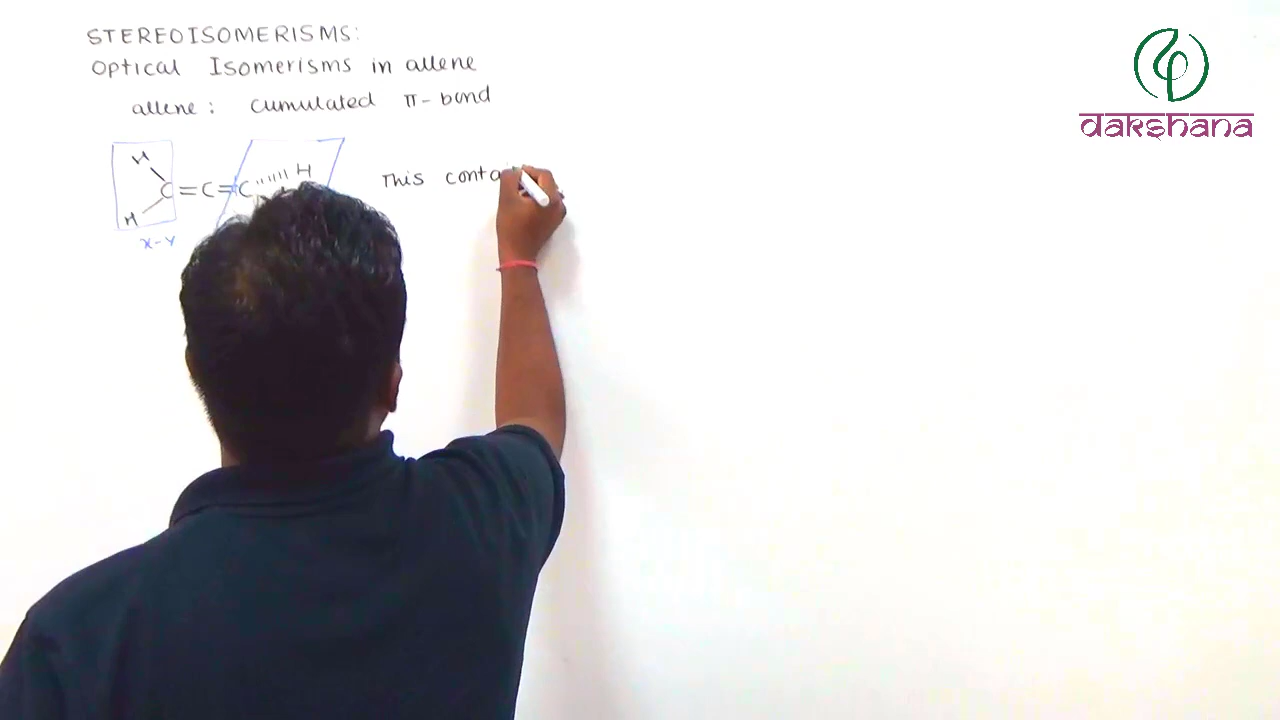 STEREOISOMERISMS:
Optical Isomerisms in allene
allene: Cumulated π-bond
H
H
C=C=C
H
This conta
X-Y
dakshana